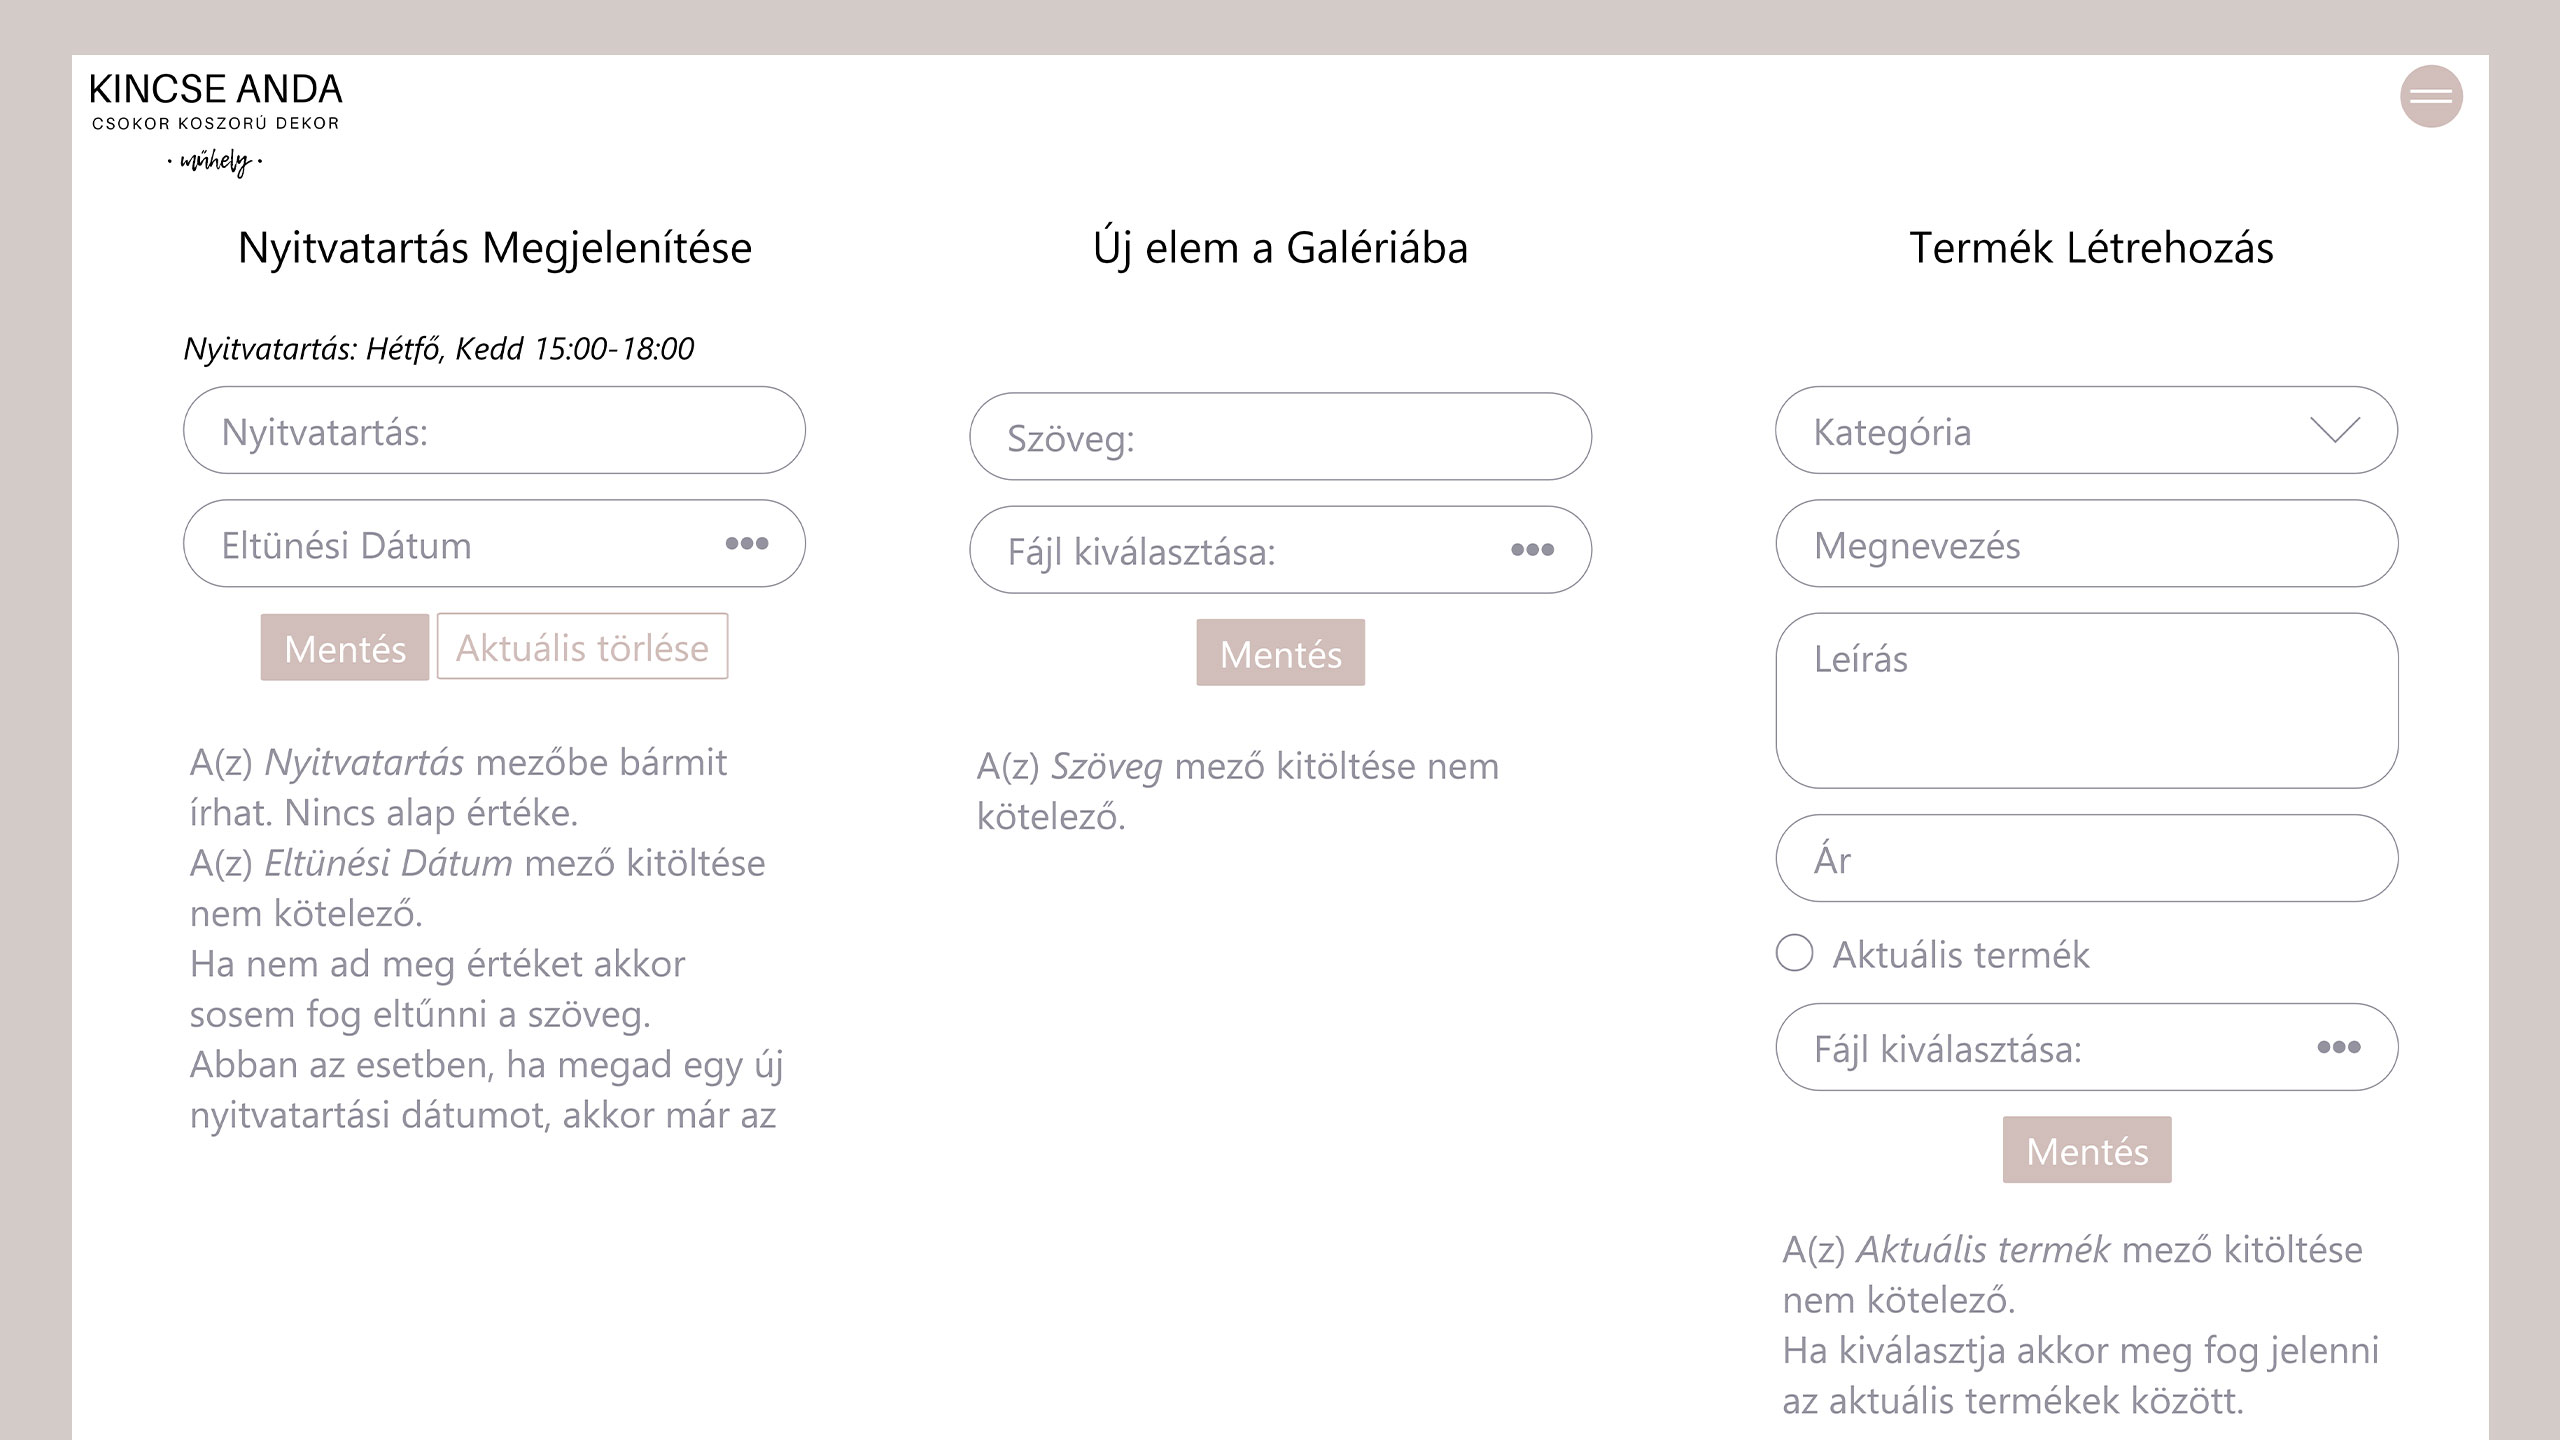 KINCSE ANDA
CSOKOR KOSZORÚ DEKOR
· műhely ·
Nyitvatartás Megjelenítése
Nyitvatartás: Hétfő, Kedd 15:00-18:00
Nyitvatartás:
Eltünési Dátum
Mentés
Aktuális törlése
A(z) Nyitvatartás mezőbe bármit
írhat. Nincs alap értéke.
A(z) Eltünési Dátum mező kitöltése
nem kötelező.
Ha nem ad meg értéket akkor
sosem fog eltűnni a szöveg.
Abban az esetben, ha megad egy új
nyitvatartási dátumot, akkor már az
Új elem a Galériába
Szöveg:
Fájl kiválasztása:
Mentés
A(z) Szöveg mező kitöltése nem
kötelező.
Termék Létrehozás
Kategória
Megnevezés
Leírás
Ár
Aktuális termék
Fájl kiválasztása:
Mentés
A(z) Aktuális termék mező kitöltése
nem kötelező.
Ha kiválasztja akkor meg fog jelenni
az aktuális termékek között.